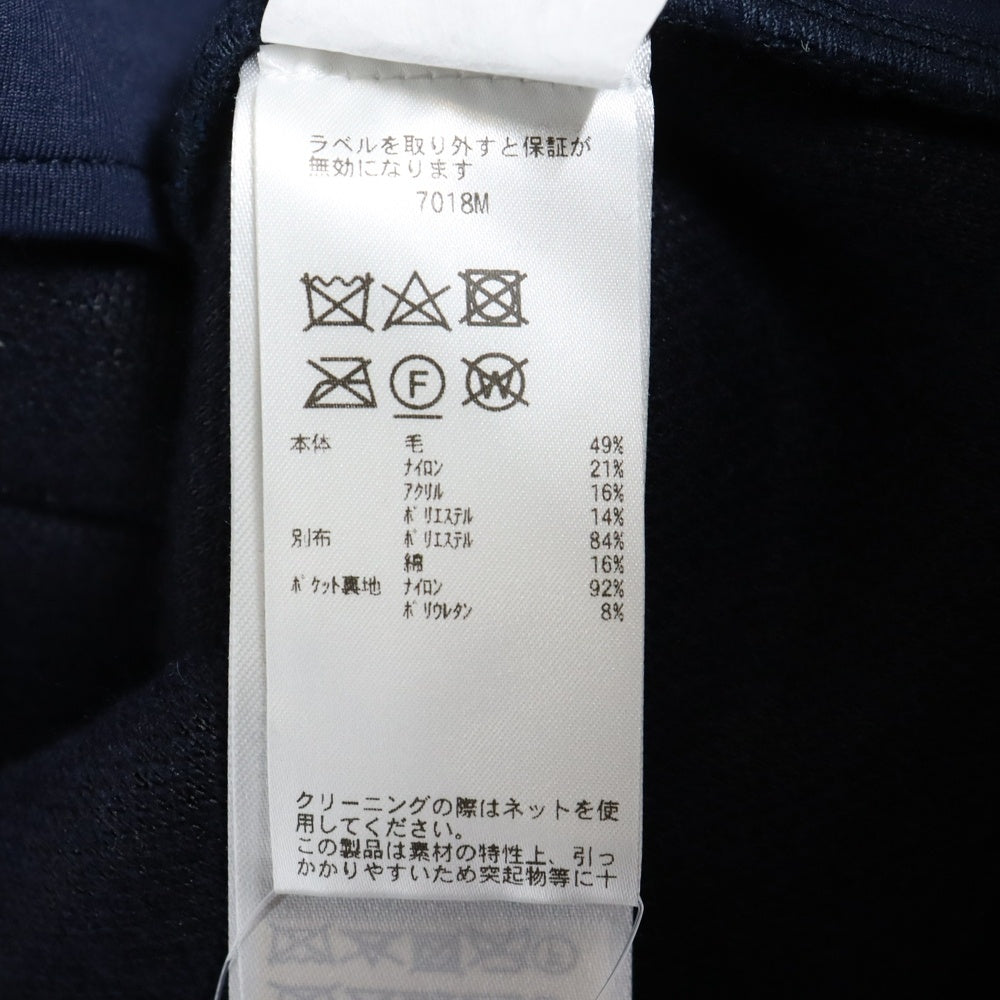 ラベルを取り外すと保証が
無効になります
7018M
F W
本体 毛 49%
ナイロン 21%
アクリル 16%
ポリエステル 14%
別布 ポリエステル 84%
綿 16%
ポケット裏地 ナイロン 92%
ポリウレタン 8%
クリーニングの際はネットを使
用してください。
この製品は素材の特性上、引っ
かかりやすいため突起物等に十